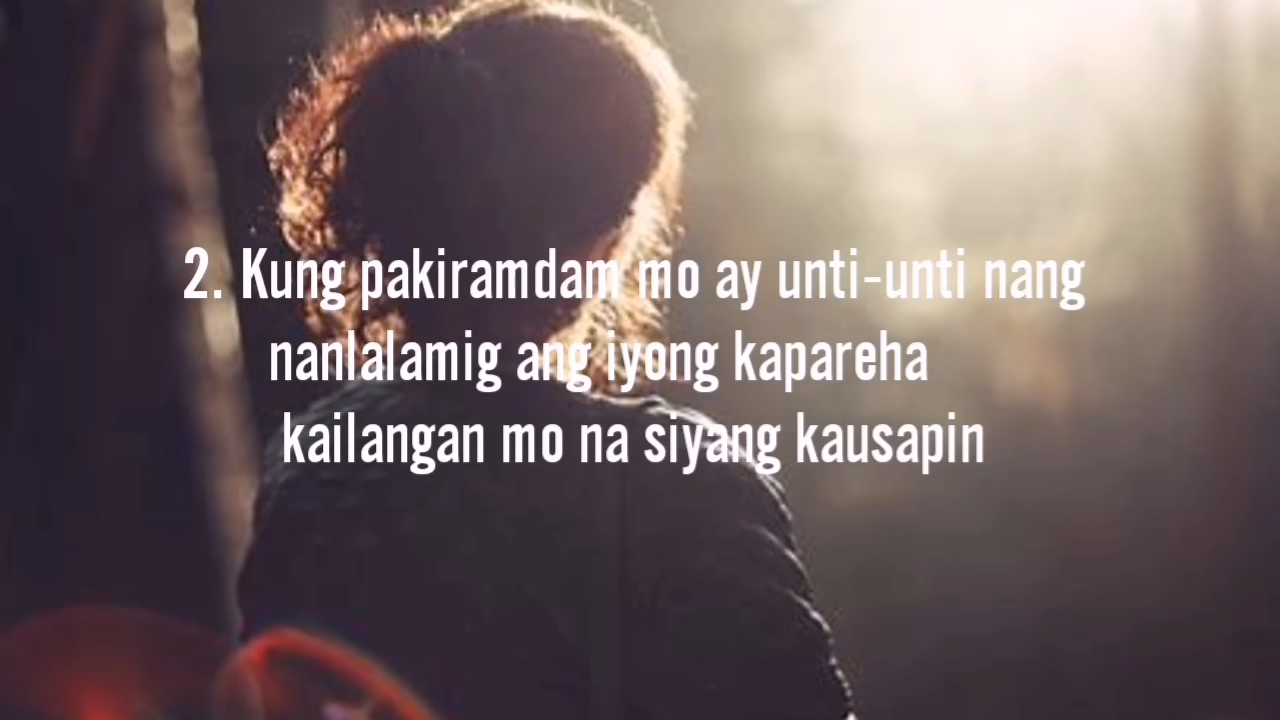 2. Kung pakiramdam mo ay unti-unti nang
nanlalamig ang iyong kapareha
kailangan mo na siyang kausapin